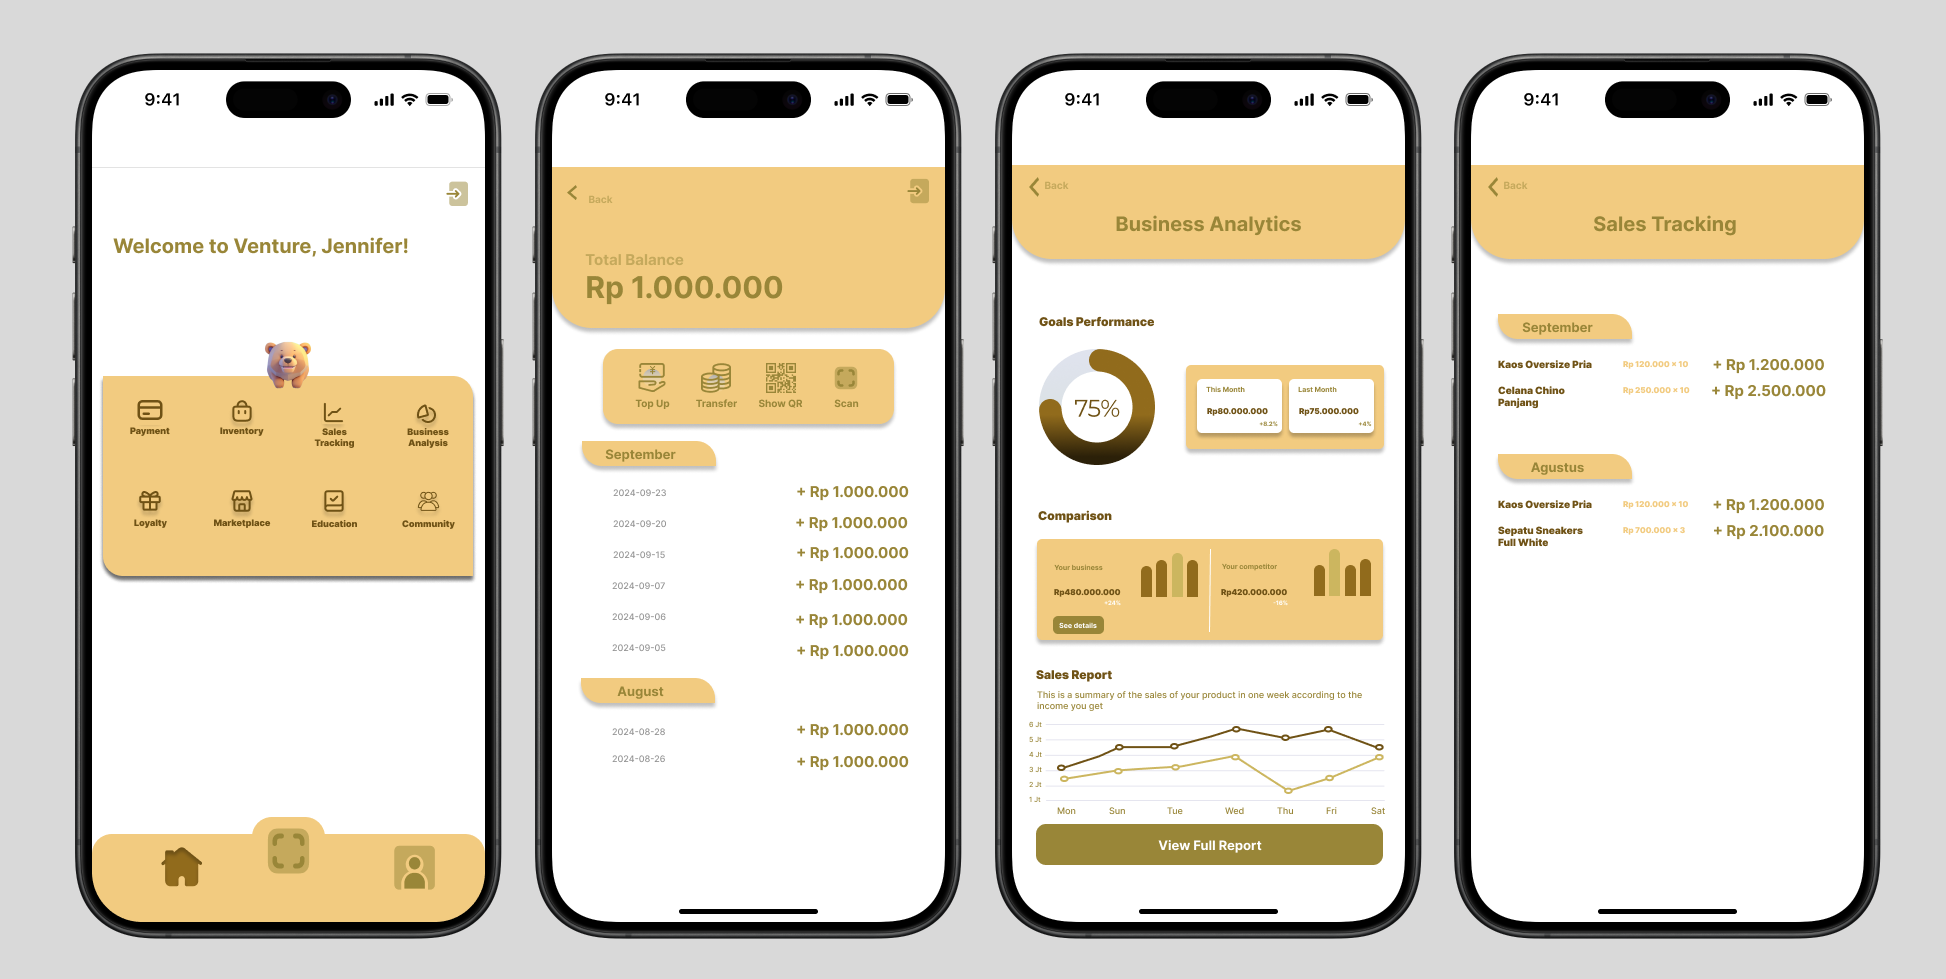 9:41
Welcome to Venture, Jennifer!
Payment
Inventory
Sales
Tracking
Business
Analysis
Loyalty
Marketplace
Education
Community
9:41
Back
Total Balance
Rp 1.000.000
Top Up
Transfer
Show QR
Scan
September
2024-09-23 + Rp 1.000.000
2024-09-20 + Rp 1.000.000
2024-09-15 + Rp 1.000.000
2024-09-07 + Rp 1.000.000
2024-09-06 + Rp 1.000.000
2024-09-05 + Rp 1.000.000
August
2024-08-28 + Rp 1.000.000
2024-08-26 + Rp 1.000.000
9:41
Back
Business Analytics
Goals Performance
75%
This Month
Rp80.000.000
+8.2%
Last Month
Rp75.000.000
+4%
Comparison
Your business
Rp480.000.000
+24%
See details
Your competitor
Rp420.000.000
-16%
Sales Report
This is a summary of the sales of your product in one week according to the
income you get
6 Jt
5 Jt
4 Jt
3 Jt
2 Jt
1 Jt
Mon Sun Tue Wed Thu Fri Sat
View Full Report
9:41
Back
Sales Tracking
September
Kaos Oversize Pria Rp 120.000 × 10 + Rp 1.200.000
Celana Chino Rp 250.000 × 10 + Rp 2.500.000
Panjang
Agustus
Kaos Oversize Pria Rp 120.000 × 10 + Rp 1.200.000
Sepatu Sneakers Rp 700.000 × 3 + Rp 2.100.000
Full White